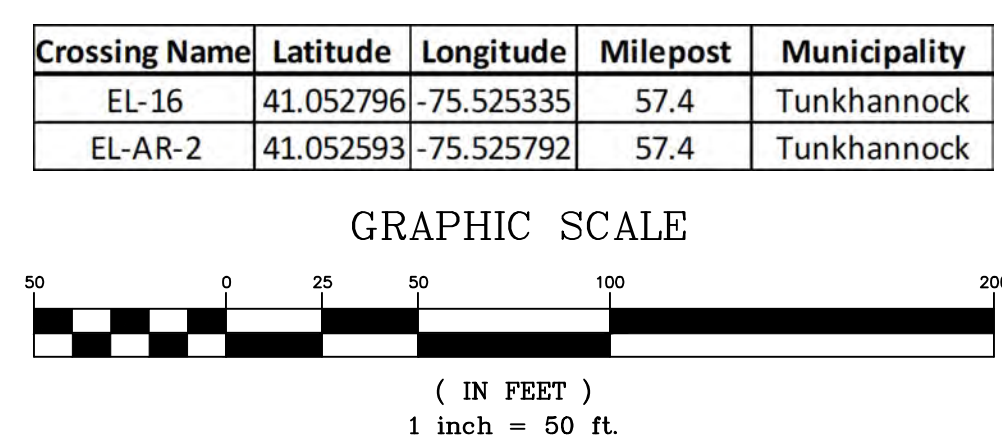 Crossing Name Latitude Longitude Milepost Municipality
EL-16 41.052796 -75.525335 57.4 Tunkhannock
EL-AR-2 41.052593 -75.525792 57.4 Tunkhannock
GRAPHIC SCALE
50 0 25 50 100 200
( IN FEET )
1 inch = 50 ft.